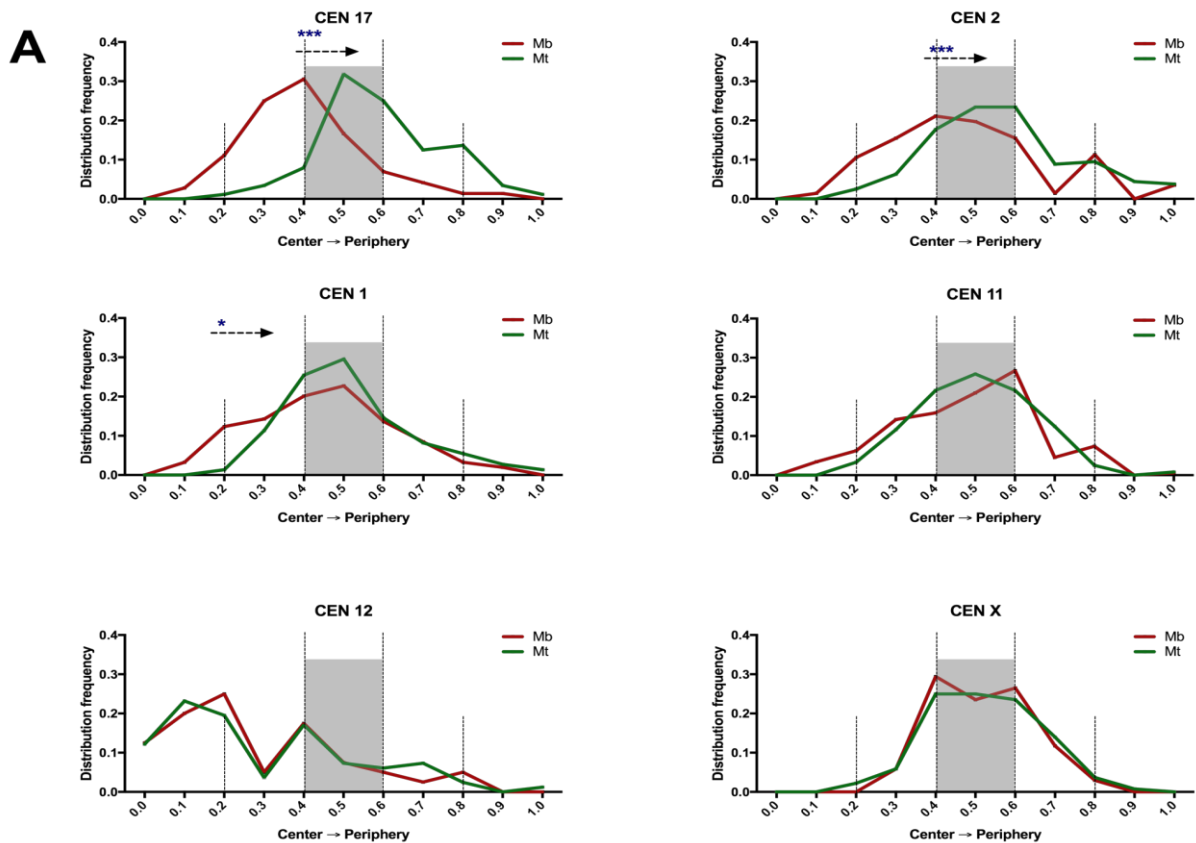 A
CEN 17
***
Mb
Mt
Distribution frequency
0.4
0.3
0.2
0.1
0.0
0.0 0.1 0.2 0.3 0.4 0.5 0.6 0.7 0.8 0.9 1.0
Center → Periphery
CEN 2
***
Mb
Mt
Distribution frequency
0.4
0.3
0.2
0.1
0.0
0.0 0.1 0.2 0.3 0.4 0.5 0.6 0.7 0.8 0.9 1.0
Center → Periphery
CEN 1
*
Mb
Mt
Distribution frequency
0.4
0.3
0.2
0.1
0.0
0.0 0.1 0.2 0.3 0.4 0.5 0.6 0.7 0.8 0.9 1.0
Center → Periphery
CEN 11
Mb
Mt
Distribution frequency
0.4
0.3
0.2
0.1
0.0
0.0 0.1 0.2 0.3 0.4 0.5 0.6 0.7 0.8 0.9 1.0
Center → Periphery
CEN 12
Mb
Mt
Distribution frequency
0.4
0.3
0.2
0.1
0.0
0.0 0.1 0.2 0.3 0.4 0.5 0.6 0.7 0.8 0.9 1.0
Center → Periphery
CEN X
Mb
Mt
Distribution frequency
0.4
0.3
0.2
0.1
0.0
0.0 0.1 0.2 0.3 0.4 0.5 0.6 0.7 0.8 0.9 1.0
Center → Periphery